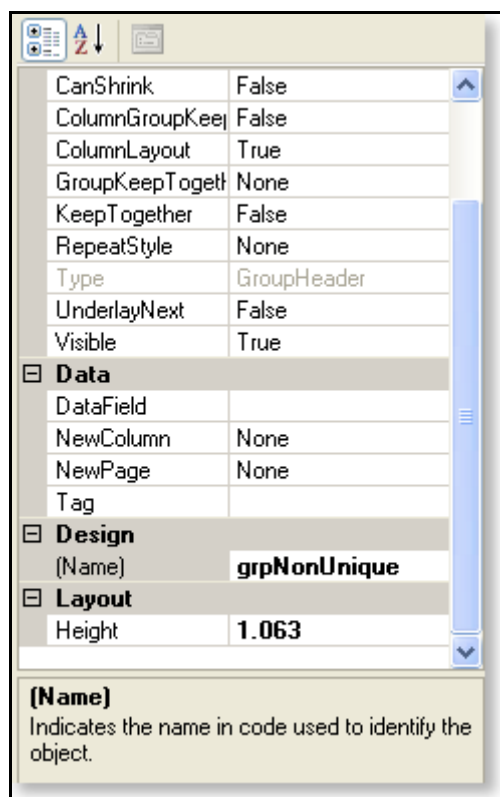 CanShrink False
ColumnGroupKeep False
ColumnLayout True
GroupKeepTogeth None
KeepTogether False
RepeatStyle None
Type GroupHeader
UnderlayNext False
Visible True
Data
DataField
NewColumn None
NewPage None
Tag
Design
(Name) grpNonUnique
Layout
Height 1.063
(Name)
Indicates the name in code used to identify the
object.